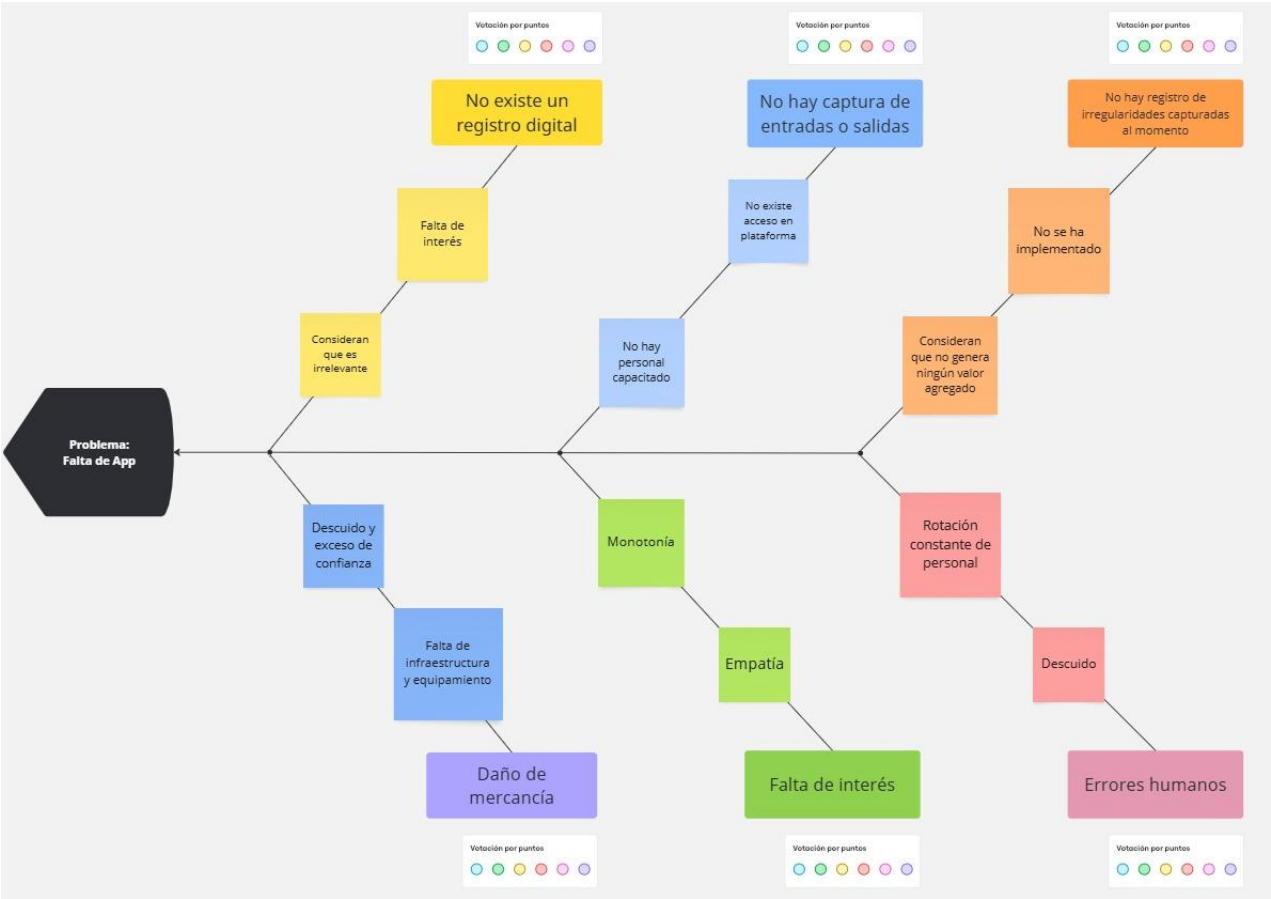 Votación por puntos
Votación por puntos
Votación por puntos
No existe un
registro digital
No hay captura de
entradas o salidas
No hay registro de
irregularidades capturadas
al momento
Falta de
interés
No existe
acceso en
plataforma
No se ha
implementado
Consideran
que es
irrelevante
No hay
personal
capacitado
Consideran
que no genera
ningún valor
agregado
Problema:
Falta de App
Descuido y
exceso de
confianza
Monotonía
Rotación
constante de
personal
Falta de
infraestructura
y equipamiento
Empatía
Descuido
Daño de
mercancía
Falta de interés
Errores humanos
Votación por puntos
Votación por puntos
Votación por puntos